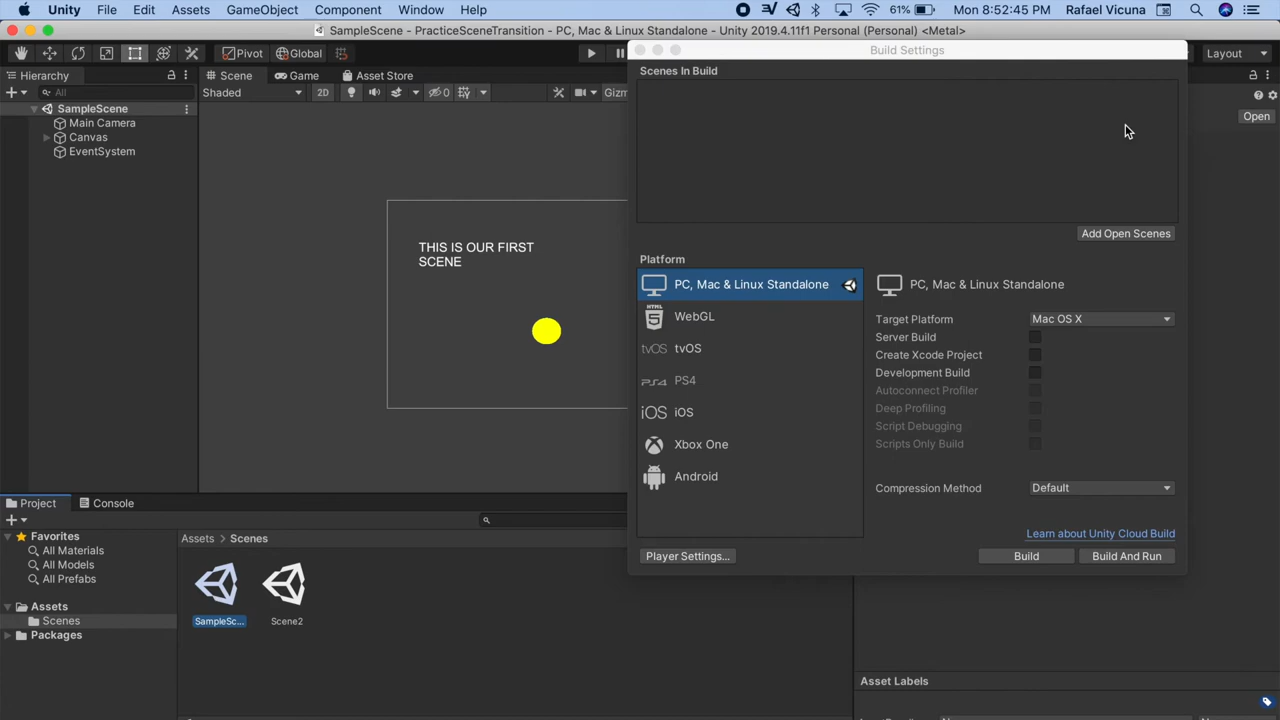 Unity File Edit Assets GameObject Component Window Help 61% Mon 8:52:45 PM Rafael Vicuna
SampleScene - PracticeSceneTransition - PC, Mac & Linux Standalone - Unity 2019.4.11f1 Personal (Personal) <Metal>
Pivot Global Layout
Build Settings
Hierarchy Scene Game Asset Store
All Shaded 2D 0 Gizm
Scenes In Build
SampleScene
Main Camera
Canvas
EventSystem
Open
THIS IS OUR FIRST
SCENE
Add Open Scenes
Platform
PC, Mac & Linux Standalone
HTML WebGL
tvOS tvOS
PS4
iOS iOS
Xbox One
Android
PC, Mac & Linux Standalone
Target Platform Mac OS X
Server Build
Create Xcode Project
Development Build
Autoconnect Profiler
Deep Profiling
Script Debugging
Scripts Only Build
Compression Method Default
Learn about Unity Cloud Build
Player Settings... Build Build And Run
Project Console
Favorites
All Materials
All Models
All Prefabs
Assets
Scenes
Packages
Assets Scenes
SampleSc... Scene2
Asset Labels